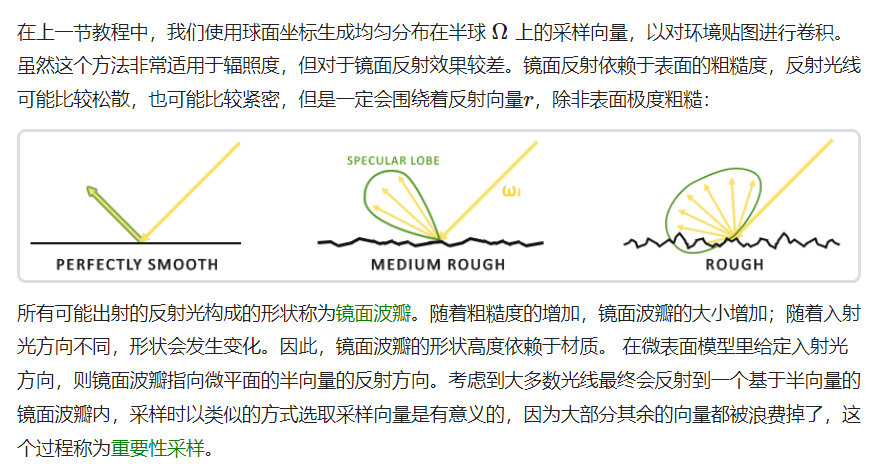 在上一节教程中，我们使用球面坐标生成均匀分布在半球 Ω 上的采样向量，以对环境贴图进行卷积。
虽然这个方法非常适用于辐照度，但对于镜面反射效果较差。镜面反射依赖于表面的粗糙度，反射光线
可能比较松散，也可能比较紧密，但是一定会围绕着反射向量r，除非表面极度粗糙：
SPECULAR LOBE
ωi
PERFECTLY SMOOTH
MEDIUM ROUGH
ROUGH
所有可能出射的反射光构成的形状称为镜面波瓣。随着粗糙度的增加，镜面波瓣的大小增加；随着入射
光方向不同，形状会发生变化。因此，镜面波瓣的形状高度依赖于材质。 在微表面模型里给定入射光
方向，则镜面波瓣指向微平面的半向量的反射方向。考虑到大多数光线最终会反射到一个基于半向量的
镜面波瓣内，采样时以类似的方式选取采样向量是有意义的，因为大部分其余的向量都被浪费掉了，这
个过程称为重要性采样。